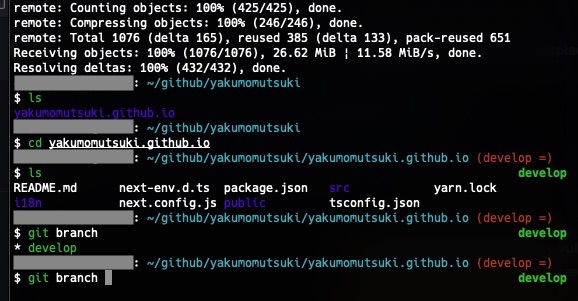 remote: Counting objects: 100% (425/425), done.
remote: Compressing objects: 100% (246/246), done.
remote: Total 1076 (delta 165), reused 385 (delta 133), pack-reused 651
Receiving objects: 100% (1076/1076), 26.62 MiB ¦ 11.58 MiB/s, done.
Resolving deltas: 100% (432/432), done.
: ~/github/yakumomutsuki
$ ls
yakumomutsuki.github.io
: ~/github/yakumomutsuki
$ cd yakumomutsuki.github.io
: ~/github/yakumomutsuki/yakumomutsuki.github.io (develop =)
$ ls develop
README.md next-env.d.ts package.json src yarn.lock
i18n next.config.js public tsconfig.json
: ~/github/yakumomutsuki/yakumomutsuki.github.io (develop =)
$ git branch develop
* develop
: ~/github/yakumomutsuki/yakumomutsuki.github.io (develop =)
$ git branch develop